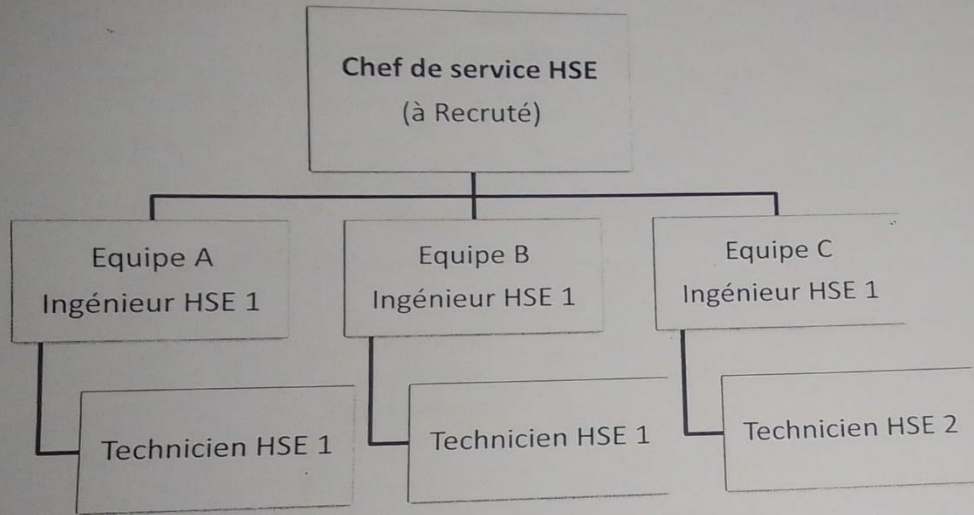 Chef de service HSE
(à Recruté)
Equipe A
Ingénieur HSE 1
Equipe B
Ingénieur HSE 1
Equipe C
Ingénieur HSE 1
Technicien HSE 1
Technicien HSE 1
Technicien HSE 2